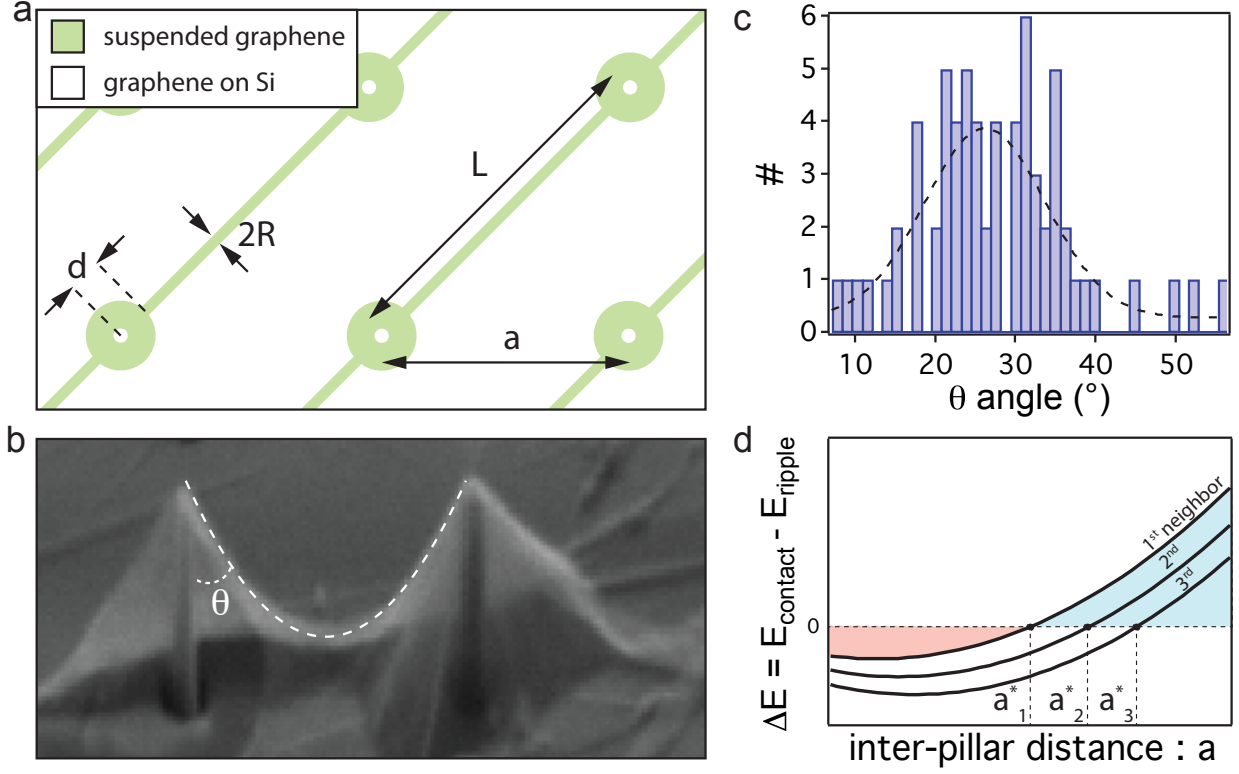 a
suspended graphene
graphene on Si
L
2R
d
a
b
θ
c
#
6
5
4
3
2
1
0
10 20 30 40 50
θ angle (°)
d
ΔE = E_contact - E_ripple
0
1st neighbor
2nd
3rd
a*1 a*2 a*3
inter-pillar distance : a